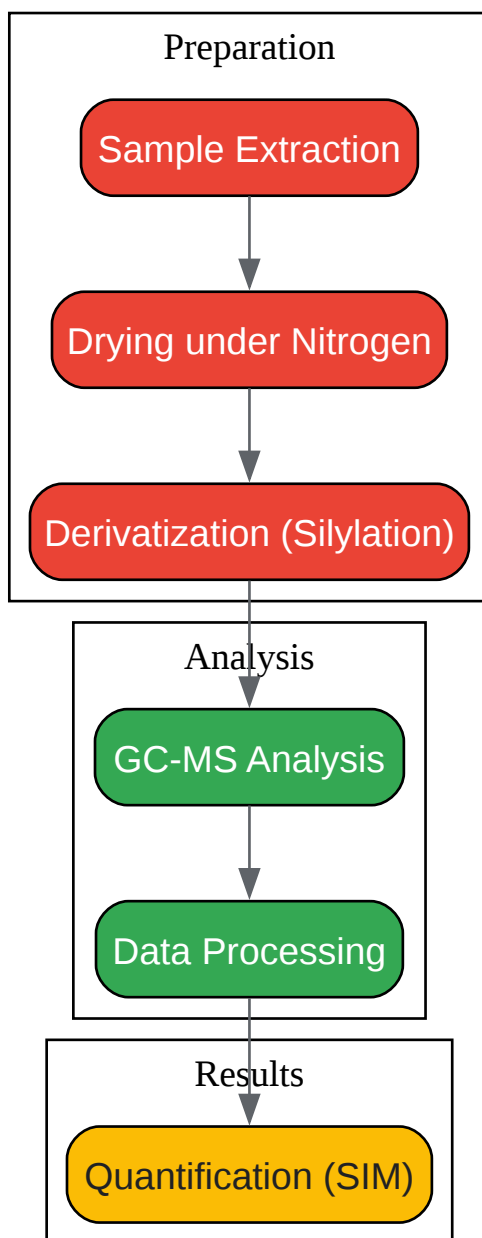 Preparation
Sample Extraction
Drying under Nitrogen
Derivatization (Silylation)
Analysis
GC-MS Analysis
Data Processing
Results
Quantification (SIM)